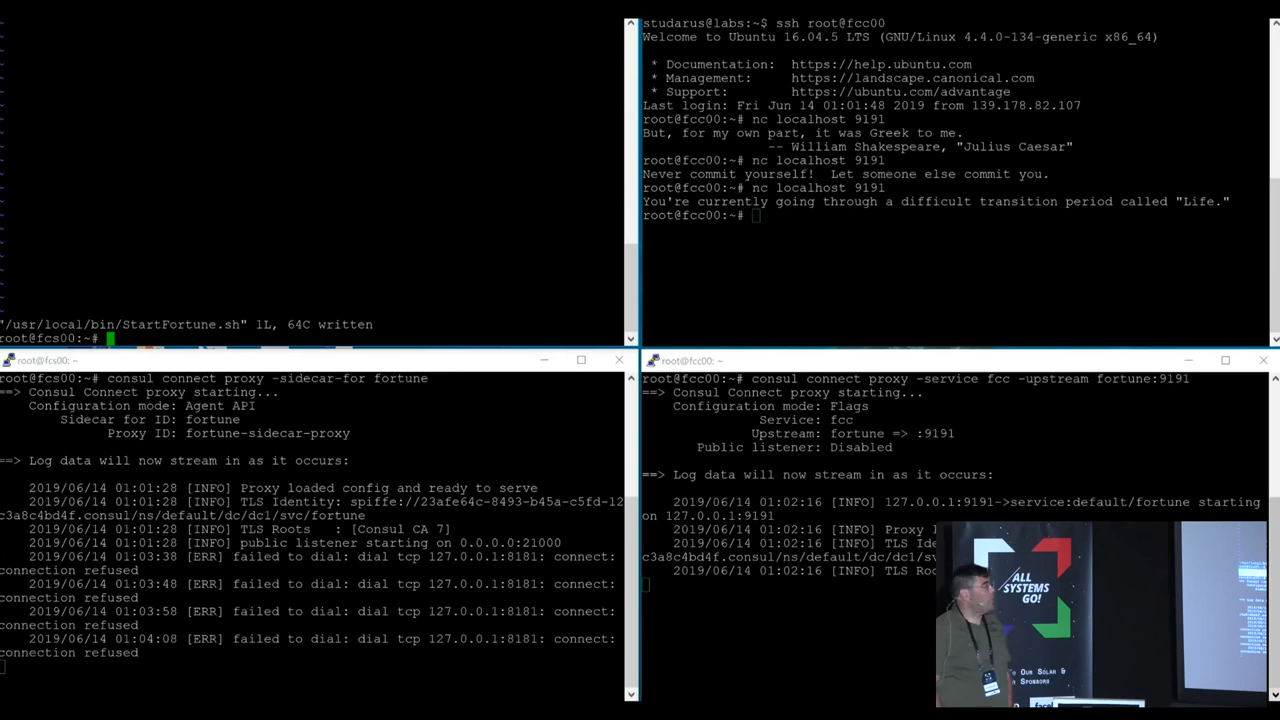 "/usr/local/bin/StartFortune.sh" 1L, 64C written
root@fcs00:~#
studarus@labs:~$ ssh root@fcc00
Welcome to Ubuntu 16.04.5 LTS (GNU/Linux 4.4.0-134-generic x86_64)
* Documentation:  https://help.ubuntu.com
* Management:     https://landscape.canonical.com
* Support:        https://ubuntu.com/advantage
Last login: Fri Jun 14 01:01:48 2019 from 139.178.82.107
root@fcc00:~# nc localhost 9191
But, for my own part, it was Greek to me.
-- William Shakespeare, "Julius Caesar"
root@fcc00:~# nc localhost 9191
Never commit yourself!  Let someone else commit you.
root@fcc00:~# nc localhost 9191
You're currently going through a difficult transition period called "Life."
root@fcc00:~#
root@fcs00: ~
root@fcs00:~# consul connect proxy -sidecar-for fortune
==> Consul Connect proxy starting...
Configuration mode: Agent API
Sidecar for ID: fortune
Proxy ID: fortune-sidecar-proxy
==> Log data will now stream in as it occurs:
2019/06/14 01:01:28 [INFO] Proxy loaded config and ready to serve
2019/06/14 01:01:28 [INFO] TLS Identity: spiffe://23afe64c-8493-b45a-c5fd-12
c3a8c4bd4f.consul/ns/default/dc/dc1/svc/fortune
2019/06/14 01:01:28 [INFO] TLS Roots   : [Consul CA 7]
2019/06/14 01:01:28 [INFO] public listener starting on 0.0.0.0:21000
2019/06/14 01:03:38 [ERR] failed to dial: dial tcp 127.0.0.1:8181: connect:
connection refused
2019/06/14 01:03:48 [ERR] failed to dial: dial tcp 127.0.0.1:8181: connect:
connection refused
2019/06/14 01:03:58 [ERR] failed to dial: dial tcp 127.0.0.1:8181: connect:
connection refused
2019/06/14 01:04:08 [ERR] failed to dial: dial tcp 127.0.0.1:8181: connect:
connection refused
root@fcc00: ~
root@fcc00:~# consul connect proxy -service fcc -upstream fortune:9191
==> Consul Connect proxy starting...
Configuration mode: Flags
Service: fcc
Upstream: fortune => :9191
Public listener: Disabled
==> Log data will now stream in as it occurs:
2019/06/14 01:02:16 [INFO] 127.0.0.1:9191->service:default/fortune starting
on 127.0.0.1:9191
2019/06/14 01:02:16 [INFO] Proxy l
2019/06/14 01:02:16 [INFO] TLS Ide
c3a8c4bd4f.consul/ns/default/dc/dc1/sv
2019/06/14 01:02:16 [INFO] TLS Roo
ALL
SYSTEMS
GO!
To Our Solar &
Sponsors